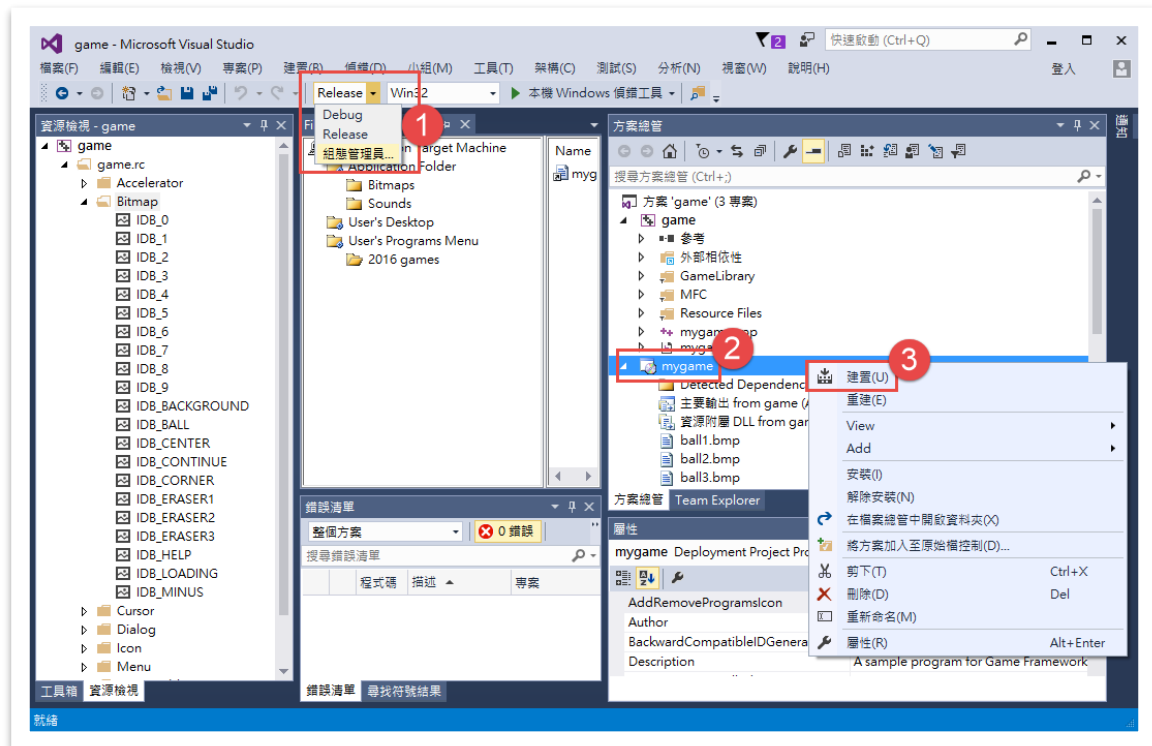 game - Microsoft Visual Studio
2
快速啟動 (Ctrl+Q)
檔案(F) 編輯(E) 檢視(V) 專案(P) 建置(B) 偵錯(D) 小組(M) 工具(T) 架構(C) 測試(S) 分析(N) 視窗(W) 說明(H)
登入
Release Win32 本機 Windows 偵錯工具
Debug
Release
組態管理員...
1
資源檢視 - game
game
game.rc
Accelerator
Bitmap
IDB_0
IDB_1
IDB_2
IDB_3
IDB_4
IDB_5
IDB_6
IDB_7
IDB_8
IDB_9
IDB_BACKGROUND
IDB_BALL
IDB_CENTER
IDB_CONTINUE
IDB_CORNER
IDB_ERASER1
IDB_ERASER2
IDB_ERASER3
IDB_HELP
IDB_LOADING
IDB_MINUS
Cursor
Dialog
Icon
Menu
工具箱 資源檢視
Target Machine
Application Folder
Bitmaps
Sounds
User's Desktop
User's Programs Menu
2016 games
Name
myg
錯誤清單
整個方案
0 錯誤
搜尋錯誤清單
程式碼 描述 專案
錯誤清單 尋找符號結果
方案總管
搜尋方案總管 (Ctrl+;)
方案 'game' (3 專案)
game
參考
外部相依性
GameLibrary
MFC
Resource Files
2
mygame
Detected Dependenc
主要輸出 from game (A
資源附屬 DLL from gar
ball1.bmp
ball2.bmp
ball3.bmp
方案總管 Team Explorer
屬性
mygame Deployment Project Pro
AddRemoveProgramsIcon
Author
BackwardCompatibleIDGenera
Description
A sample program for Game Framework
3
建置(U)
重建(E)
View
Add
安裝(I)
解除安裝(N)
在檔案總管中開啟資料夾(X)
將方案加入至原始檔控制(D)...
剪下(T) Ctrl+X
刪除(D) Del
重新命名(M)
屬性(R) Alt+Enter
就緒